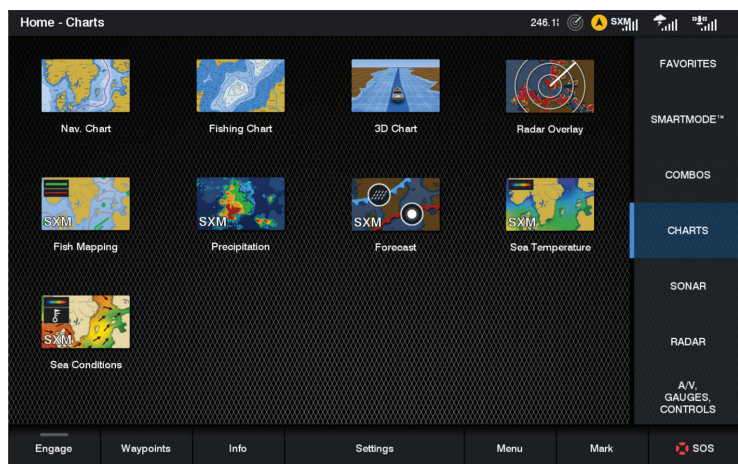 Home - Charts
246.1
SXM
Nav. Chart
Fishing Chart
3D Chart
Radar Overlay
SXM
Fish Mapping
SXM
Precipitation
SXM
Forecast
SXM
Sea Temperature
SXM
Sea Conditions
FAVORITES
SMARTMODE™
COMBOS
CHARTS
SONAR
RADAR
A/V,
GAUGES,
CONTROLS
Engage
Waypoints
Info
Settings
Menu
Mark
SOS